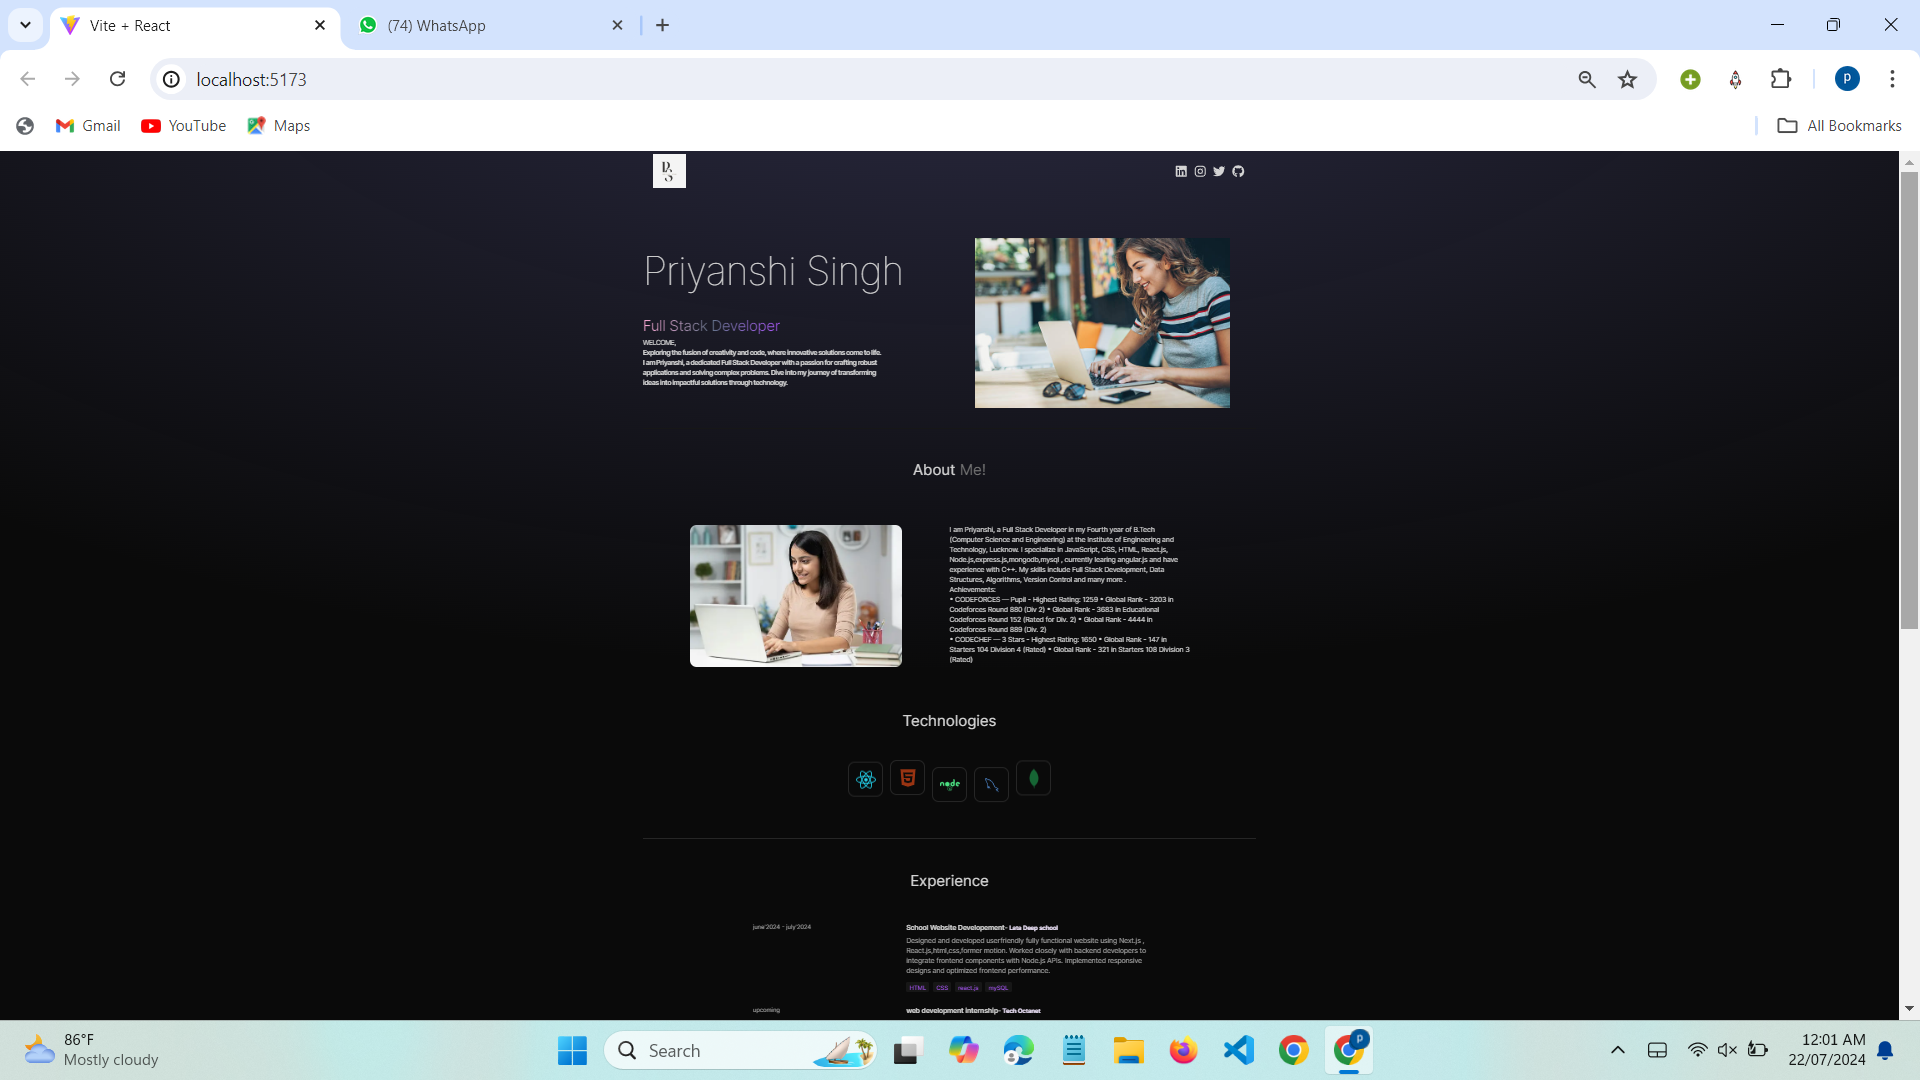 Vite + React
(74) WhatsApp
localhost:5173
P
Gmail
YouTube
Maps
All Bookmarks
Priyanshi Singh
Full Stack Developer
WELCOME,
Exploring the fusion of creativity and code, where innovative solutions come to life.
I am Priyanshi, a dedicated Full Stack Developer with a passion for crafting robust
applications and solving complex problems. Dive into my journey of transforming
ideas into impactful solutions through technology.
About Me!
I am Priyanshi, a Full Stack Developer in my Fourth year of B.Tech
(Computer Science and Engineering) at the Institute of Engineering and
Technology, Lucknow. I specialize in JavaScript, CSS, HTML, React.js,
Node.js,express.js,mongodb,mysql , currently learing angular.js and have
experience with C++. My skills include Full Stack Development, Data
Structures, Algorithms, Version Control and many more .
Achievements:
• CODEFORCES — Pupil - Highest Rating: 1259 • Global Rank - 3203 in
Codeforces Round 880 (Div 2) • Global Rank - 3683 in Educational
Codeforces Round 152 (Rated for Div. 2) • Global Rank - 4444 in
Codeforces Round 889 (Div. 2)
• CODECHEF — 3 Stars - Highest Rating: 1650 • Global Rank - 147 in
Starters 104 Division 4 (Rated) • Global Rank - 321 in Starters 108 Division 3
(Rated)
Technologies
node
Experience
june'2024 - july'2024
School Website Developement- Lata Deep school
Designed and developed userfriendly fully functional website using Next.js ,
React.js,html,css,former motion. Worked closely with backend developers to
integrate frontend components with Node.js APIs. Implemented responsive
designs and optimized frontend performance.
HTML CSS react.js mySQL
upcoming
web development internship- Tech Octanet
86°F
Mostly cloudy
Search
P
12:01 AM
22/07/2024